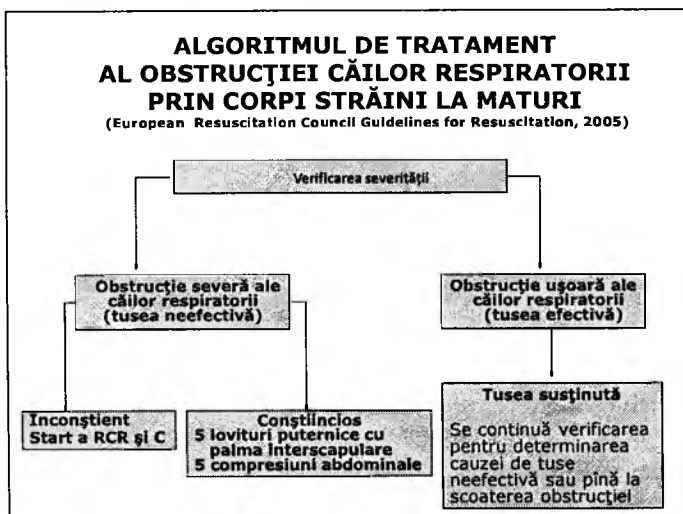 ALGORITMUL DE TRATAMENT
AL OBSTRUCŢIEI CĂILOR RESPIRATORII
PRIN CORPI STRĂINI LA MATURI
(European Resuscitation Council Guidelines for Resuscitation, 2005)
Verificarea severităţii
Obstrucţie severă ale
căilor respiratorii
(tusea neefectivă)
Obstrucţie uşoară ale
căilor respiratorii
(tusea efectivă)
Inconştient
Start a RCR şi C
Conştiincios
5 lovituri puternice cu
palma interscapulare
5 compresiuni abdominale
Tusea susţinută
Se continuă verificarea
pentru determinarea
cauzei de tuse
neefectivă sau pînă la
scoaterea obstrucţiei